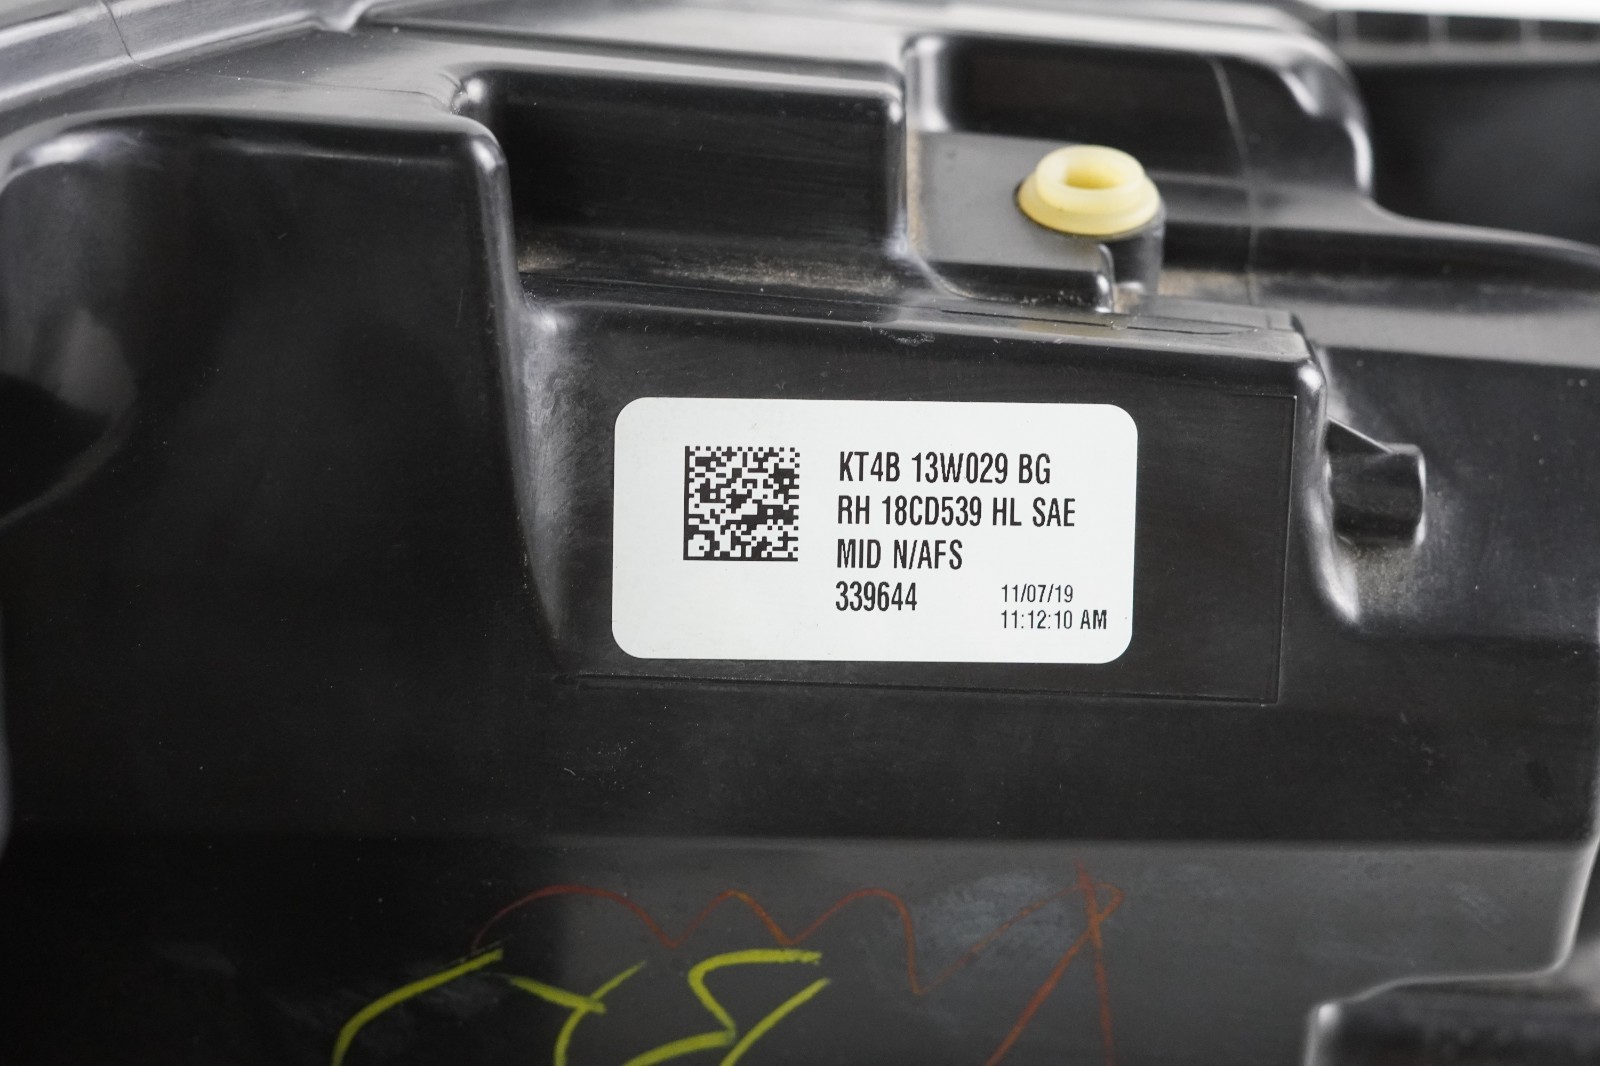 KT4B 13W029 BG
RH 18CD539 HL SAE
MID N/AFS
339644
11/07/19
11:12:10 AM